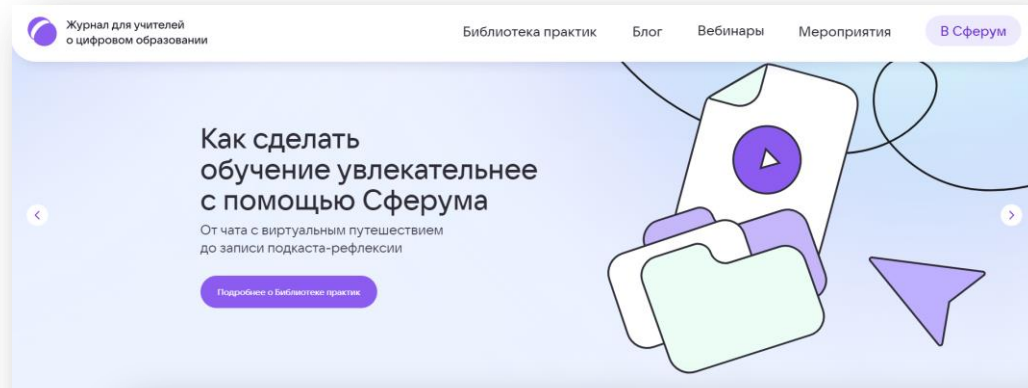 Журнал для учителей
о цифровом образовании
Библиотека практик
Блог
Вебинары
Мероприятия
В Сферум
Как сделать
обучение увлекательнее
с помощью Сферума
От чата с виртуальным путешествием
до записи подкаста-рефлексии
Подробнее о Библиотеке практик